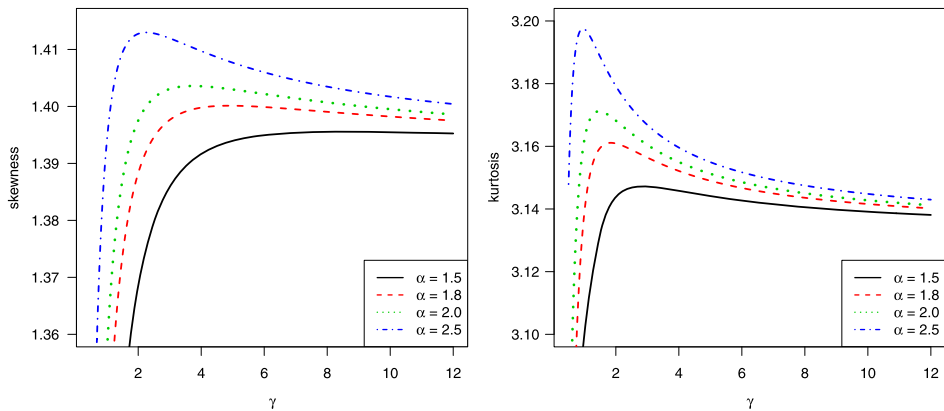 skewness
1.41
1.40
1.39
1.38
1.37
1.36
2 4 6 8 10 12
γ
α = 1.5
α = 1.8
α = 2.0
α = 2.5
kurtosis
3.20
3.18
3.16
3.14
3.12
3.10
2 4 6 8 10 12
γ
α = 1.5
α = 1.8
α = 2.0
α = 2.5